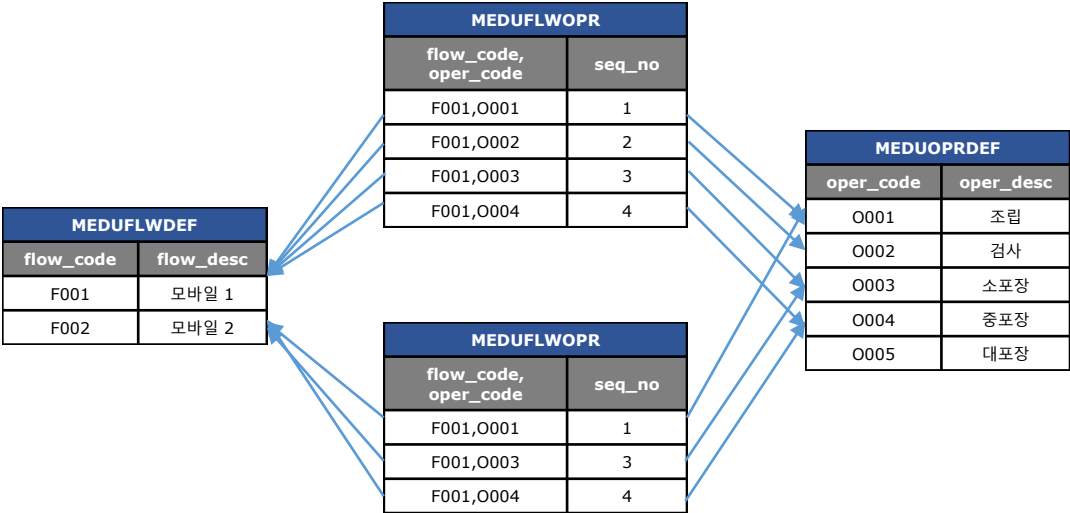 MEDUFLWOPR
flow_code,
oper_code
seq_no
F001,O001 1
F001,O002 2
F001,O003 3
F001,O004 4
MEDUOPRDEF
oper_code oper_desc
O001 조립
O002 검사
O003 소포장
O004 중포장
O005 대포장
MEDUFLWDEF
flow_code flow_desc
F001 모바일 1
F002 모바일 2
MEDUFLWOPR
flow_code,
oper_code
seq_no
F001,O001 1
F001,O003 3
F001,O004 4